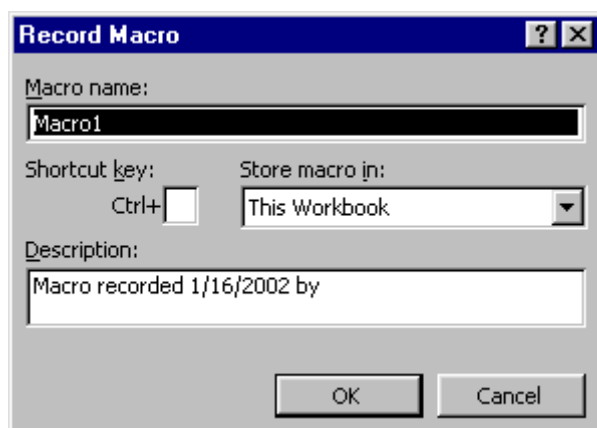 Record Macro
Macro name:
Macro1
Shortcut key: Store macro in:
Ctrl+ This Workbook
Description:
Macro recorded 1/16/2002 by
OK Cancel